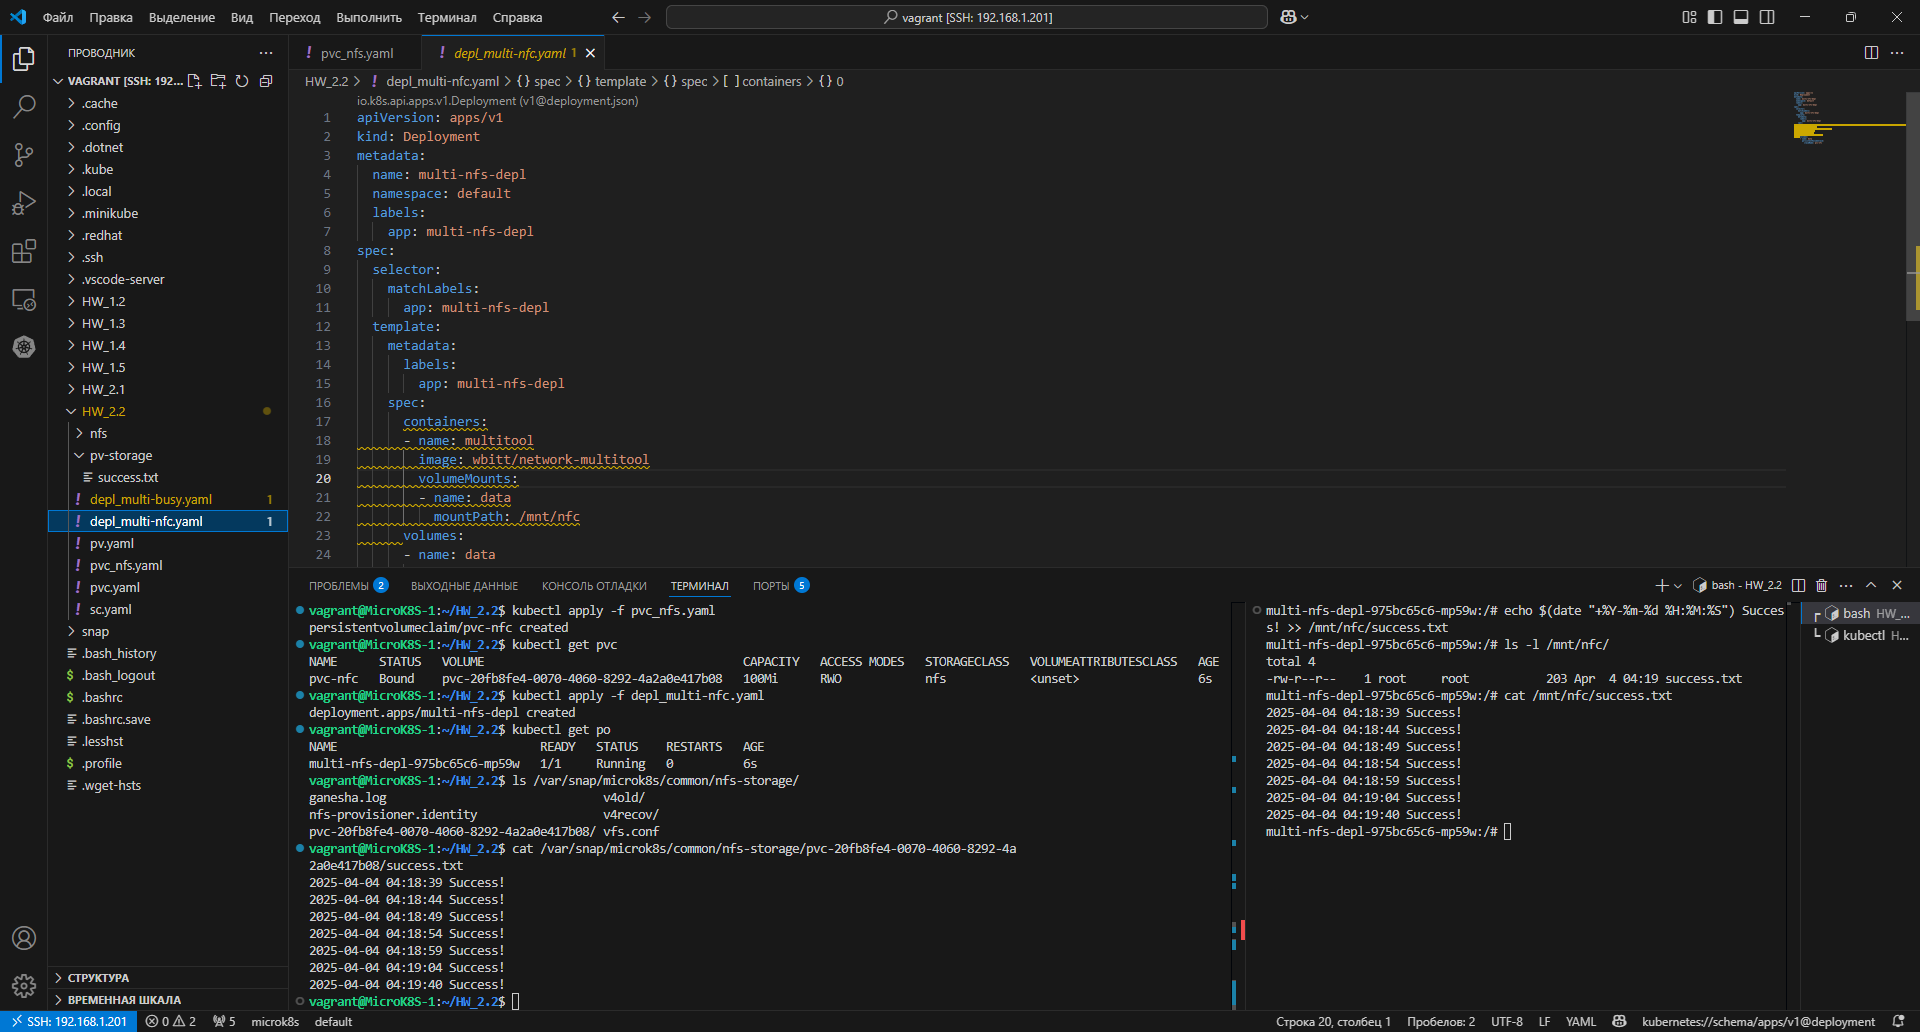 Файл Правка Выделение Вид Переход Выполнить Терминал Справка
vagrant [SSH: 192.168.1.201]
ПРОВОДНИК
VAGRANT [SSH: 192...
.cache
.config
.dotnet
.kube
.local
.minikube
.redhat
.ssh
.vscode-server
HW_1.2
HW_1.3
HW_1.4
HW_1.5
HW_2.1
HW_2.2
nfs
pv-storage
success.txt
depl_multi-busy.yaml 1
depl_multi-nfc.yaml 1
pv.yaml
pvc_nfs.yaml
pvc.yaml
sc.yaml
snap
.bash_history
.bash_logout
.bashrc
.bashrc.save
.lesshst
.profile
.wget-hsts
СТРУКТУРА
ВРЕМЕННАЯ ШКАЛА
! pvc_nfs.yaml
! depl_multi-nfc.yaml 1
HW_2.2 > ! depl_multi-nfc.yaml > {} spec > {} template > {} spec > [ ] containers > {} 0
io.k8s.api.apps.v1.Deployment (v1@deployment.json)
1 apiVersion: apps/v1
2 kind: Deployment
3 metadata:
4 name: multi-nfs-depl
5 namespace: default
6 labels:
7 app: multi-nfs-depl
8 spec:
9 selector:
10 matchLabels:
11 app: multi-nfs-depl
12 template:
13 metadata:
14 labels:
15 app: multi-nfs-depl
16 spec:
17 containers:
18 - name: multitool
19 image: wbitt/network-multitool
20 volumeMounts:
21 - name: data
22 mountPath: /mnt/nfc
23 volumes:
24 - name: data
ПРОБЛЕМЫ 2 ВЫХОДНЫЕ ДАННЫЕ КОНСОЛЬ ОТЛАДКИ ТЕРМИНАЛ ПОРТЫ 5
bash - HW_2.2
vagrant@MicroK8S-1:~/HW_2.2$ kubectl apply -f pvc_nfs.yaml
persistentvolumeclaim/pvc-nfc created
vagrant@MicroK8S-1:~/HW_2.2$ kubectl get pvc
NAME STATUS VOLUME CAPACITY ACCESS MODES STORAGECLASS VOLUMEATTRIBUTESCLASS AGE
pvc-nfc Bound pvc-20fb8fe4-0070-4060-8292-4a2a0e417b08 100Mi RWO nfs <unset> 6s
vagrant@MicroK8S-1:~/HW_2.2$ kubectl apply -f depl_multi-nfc.yaml
deployment.apps/multi-nfs-depl created
vagrant@MicroK8S-1:~/HW_2.2$ kubectl get po
NAME READY STATUS RESTARTS AGE
multi-nfs-depl-975bc65c6-mp59w 1/1 Running 0 6s
vagrant@MicroK8S-1:~/HW_2.2$ ls /var/snap/microk8s/common/nfs-storage/
ganesha.log v4old/
nfs-provisioner.identity v4recov/
pvc-20fb8fe4-0070-4060-8292-4a2a0e417b08/ vfs.conf
vagrant@MicroK8S-1:~/HW_2.2$ cat /var/snap/microk8s/common/nfs-storage/pvc-20fb8fe4-0070-4060-8292-4a
2a0e417b08/success.txt
2025-04-04 04:18:39 Success!
2025-04-04 04:18:44 Success!
2025-04-04 04:18:49 Success!
2025-04-04 04:18:54 Success!
2025-04-04 04:18:59 Success!
2025-04-04 04:19:04 Success!
2025-04-04 04:19:40 Success!
vagrant@MicroK8S-1:~/HW_2.2$
multi-nfs-depl-975bc65c6-mp59w:/# echo $(date "+%Y-%m-%d %H:%M:%S") Succes
s! >> /mnt/nfc/success.txt
multi-nfs-depl-975bc65c6-mp59w:/# ls -l /mnt/nfc/
total 4
-rw-r--r-- 1 root root 203 Apr 4 04:19 success.txt
multi-nfs-depl-975bc65c6-mp59w:/# cat /mnt/nfc/success.txt
2025-04-04 04:18:39 Success!
2025-04-04 04:18:44 Success!
2025-04-04 04:18:49 Success!
2025-04-04 04:18:54 Success!
2025-04-04 04:18:59 Success!
2025-04-04 04:19:04 Success!
2025-04-04 04:19:40 Success!
multi-nfs-depl-975bc65c6-mp59w:/#
bash HW_...
kubectl H...
SSH: 192.168.1.201 0 2 5 microk8s default
Строка 20, столбец 1 Пробелов: 2 UTF-8 LF YAML kubernetes://schema/apps/v1@deployment